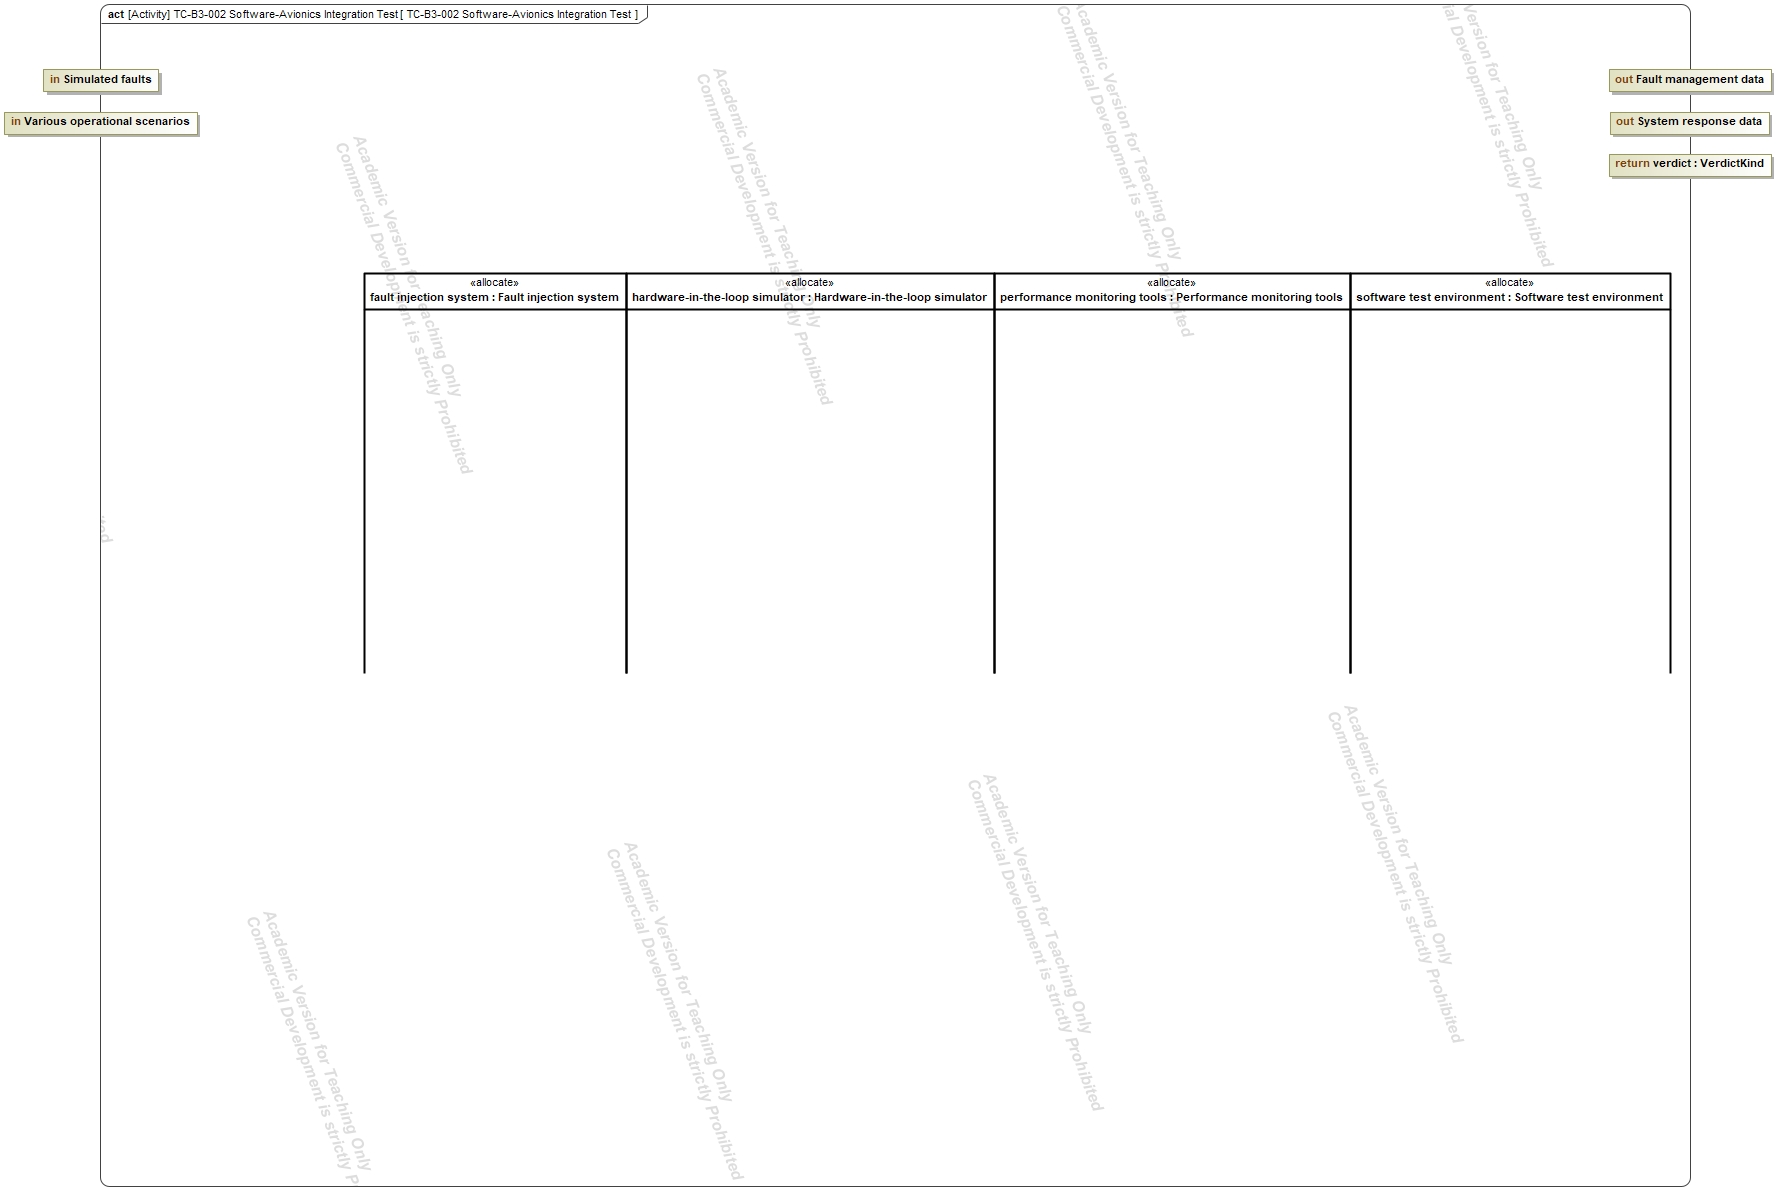 act [Activity] TC-B3-002 Software-Avionics Integration Test [ TC-B3-002 Software-Avionics Integration Test ]
in Simulated faults
in Various operational scenarios
out Fault management data
out System response data
return verdict : VerdictKind
«allocate»
fault injection system : Fault injection system
«allocate»
hardware-in-the-loop simulator : Hardware-in-the-loop simulator
«allocate»
performance monitoring tools : Performance monitoring tools
«allocate»
software test environment : Software test environment
Academic Version for Teaching Only
Commercial Development is strictly Prohibited
Academic Version for Teaching Only
Commercial Development is strictly Prohibited
Academic Version for Teaching Only
Commercial Development is strictly Prohibited
Version for Teaching Only
ial Development is strictly Prohibited
ited
Academic Version for Teaching Only
Commercial Development is strictly P
Academic Version for Teaching Only
Commercial Development is strictly Prohibited
Academic Version for Teaching Only
Commercial Development is strictly Prohibited
Academic Version for Teaching Only
Commercial Development is strictly Prohibited